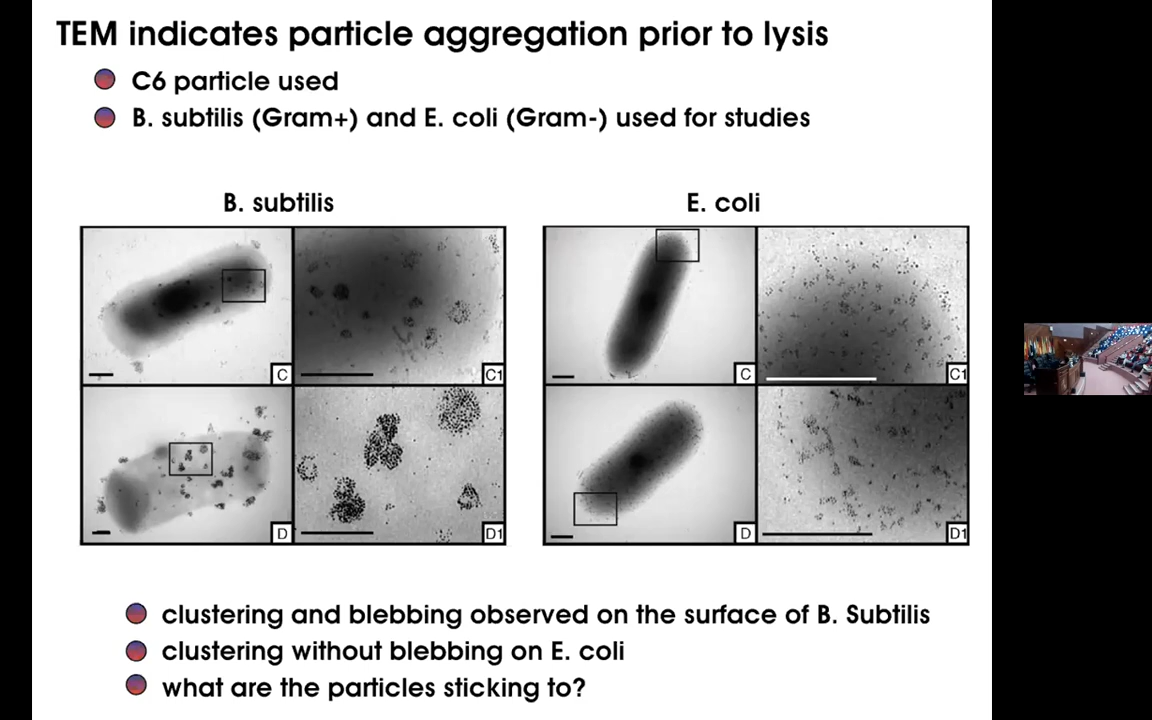 TEM indicates particle aggregation prior to lysis
C6 particle used
B. subtilis (Gram+) and E. coli (Gram-) used for studies
B. subtilis
E. coli
C
C1
C
C1
D
D1
D
D1
clustering and blebbing observed on the surface of B. Subtilis
clustering without blebbing on E. coli
what are the particles sticking to?